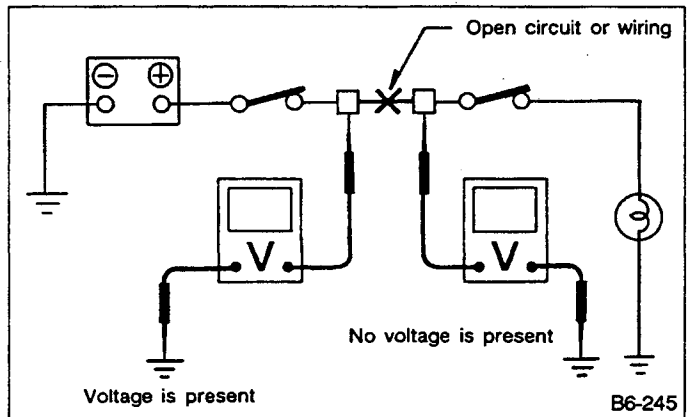 Open circuit or wiring
⊖ ⊕
V
V
No voltage is present
Voltage is present
B6-245